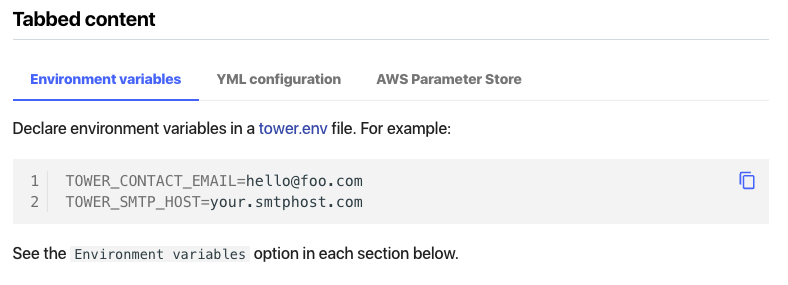 Tabbed content
Environment variables YML configuration AWS Parameter Store
Declare environment variables in a tower.env file. For example:
1 TOWER_CONTACT_EMAIL=hello@foo.com
2 TOWER_SMTP_HOST=your.smtphost.com
See the Environment variables option in each section below.